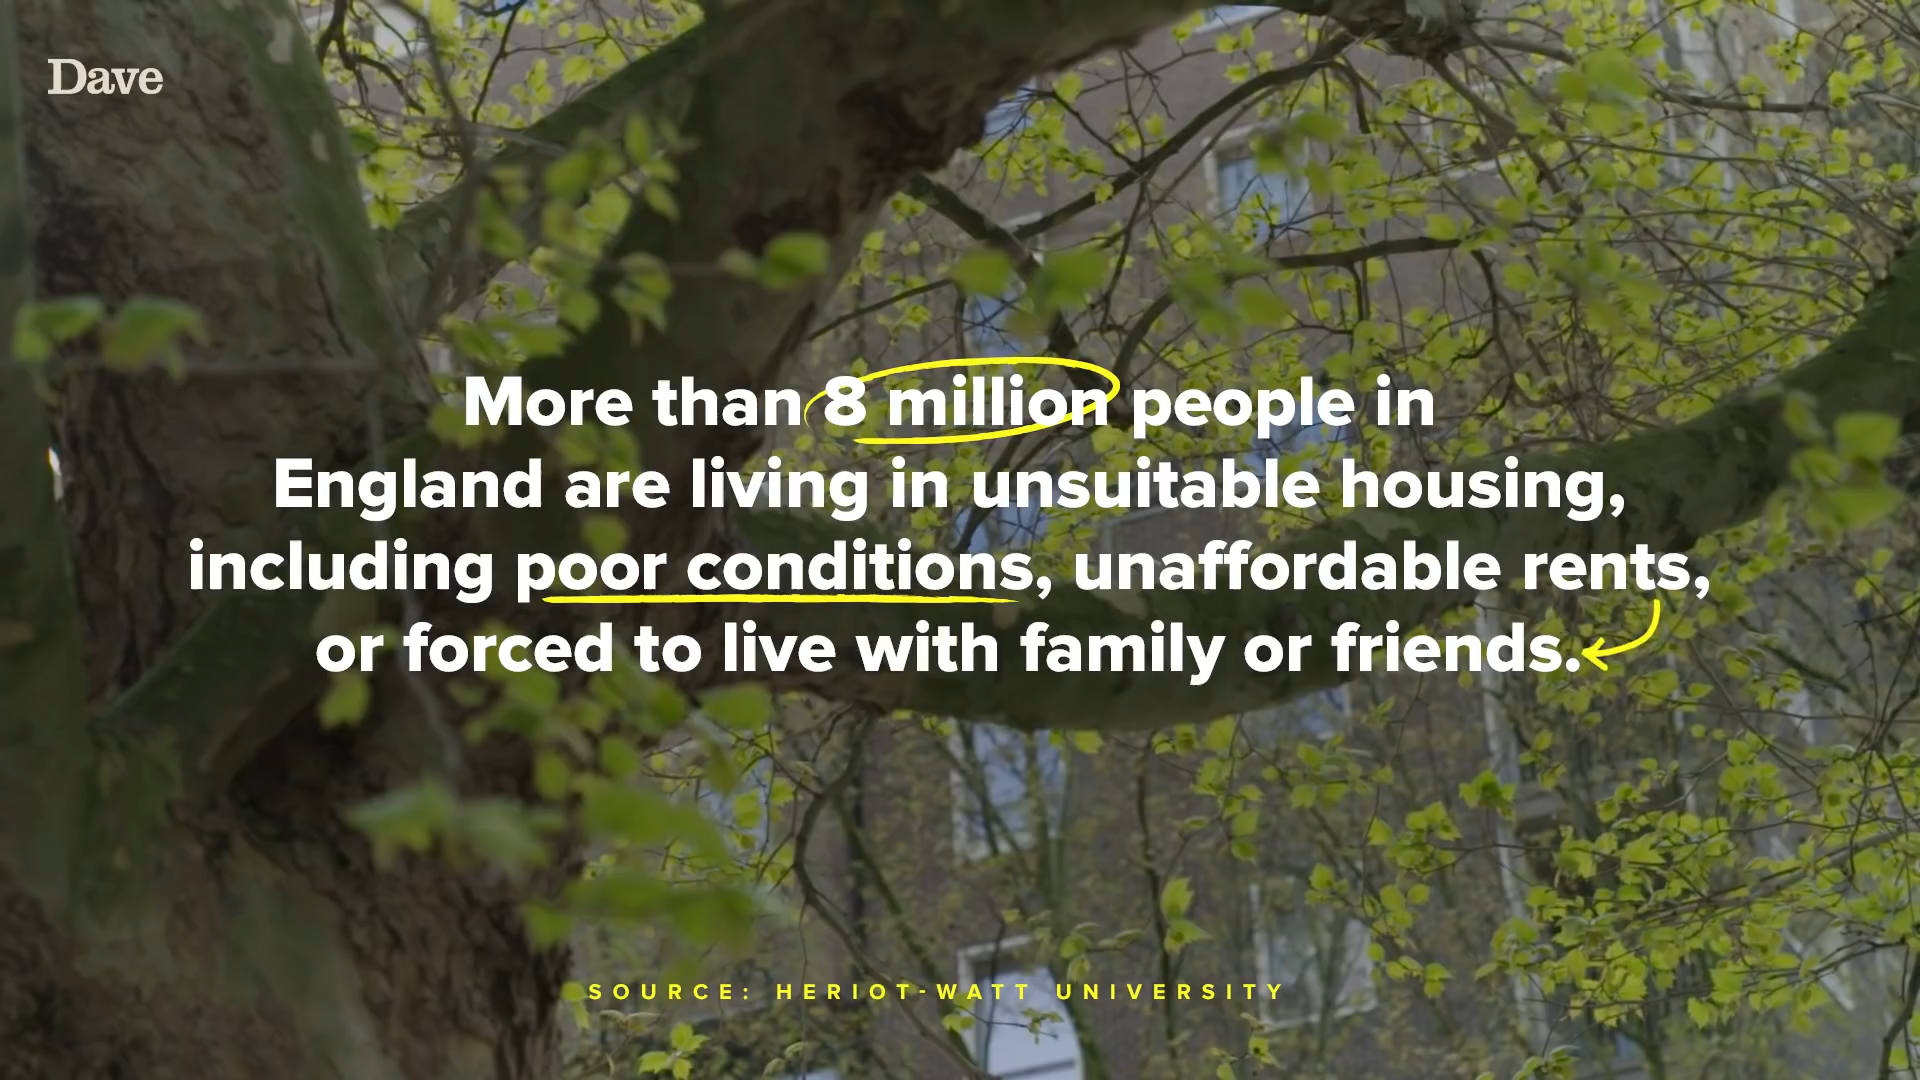 Dave
More than 8 million people in
England are living in unsuitable housing,
including poor conditions, unaffordable rents,
or forced to live with family or friends.
SOURCE: HERIOT-WATT UNIVERSITY